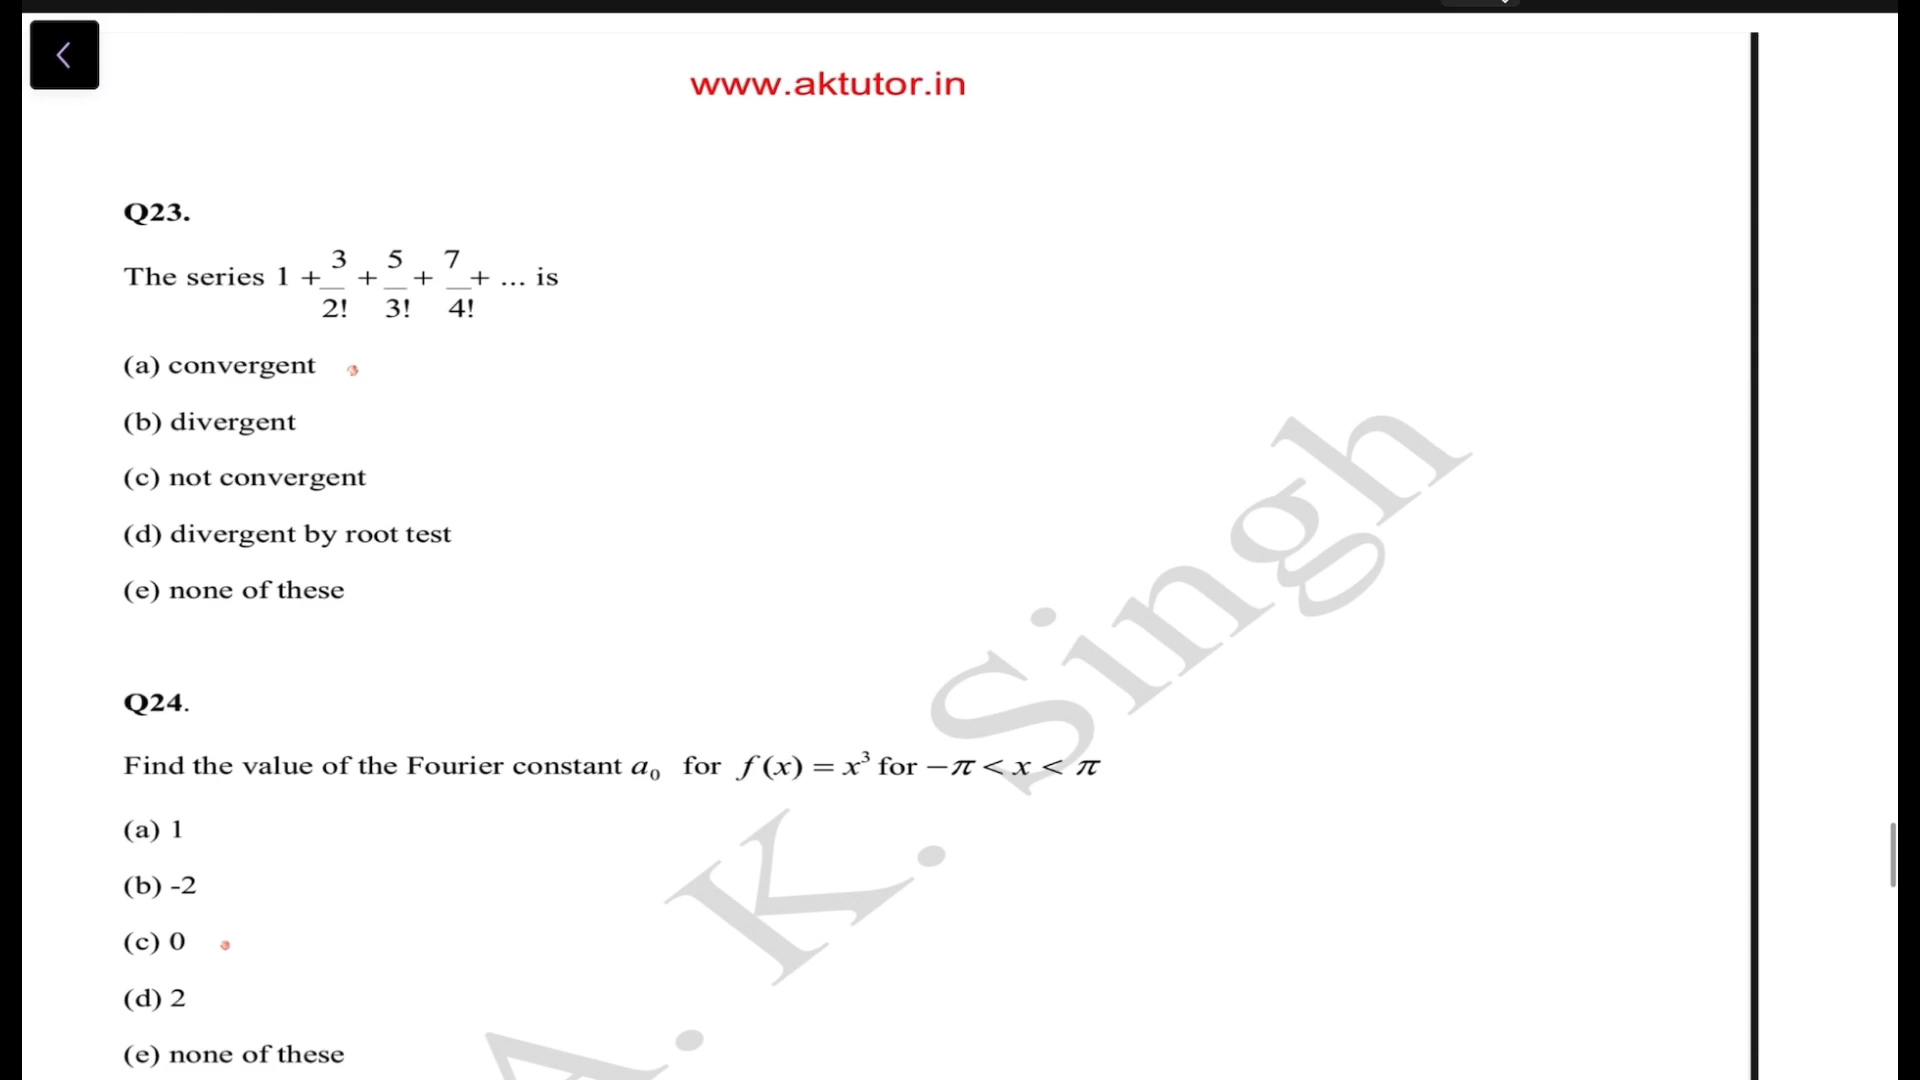 www.aktutor.in
Q23.
The series 1 + 3/2! + 5/3! + 7/4! + ... is
(a) convergent
(b) divergent
(c) not convergent
(d) divergent by root test
(e) none of these
Q24.
Find the value of the Fourier constant a₀ for f(x) = x³ for −π < x < π
(a) 1
(b) -2
(c) 0
(d) 2
(e) none of these
A. K. Singh